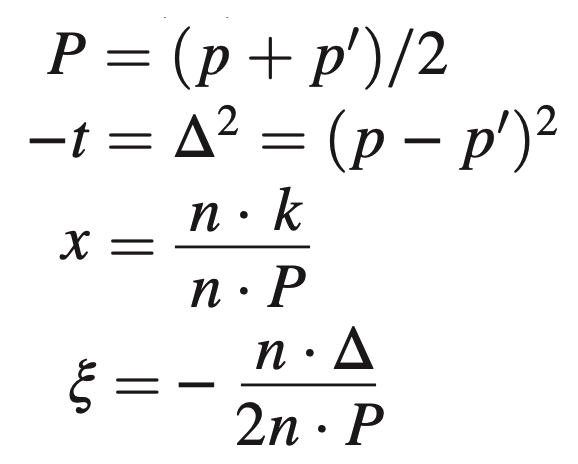 P = (p + p′)/2
−t = Δ² = (p − p′)²
x = n · k / n · P
ξ = − n · Δ / 2n · P